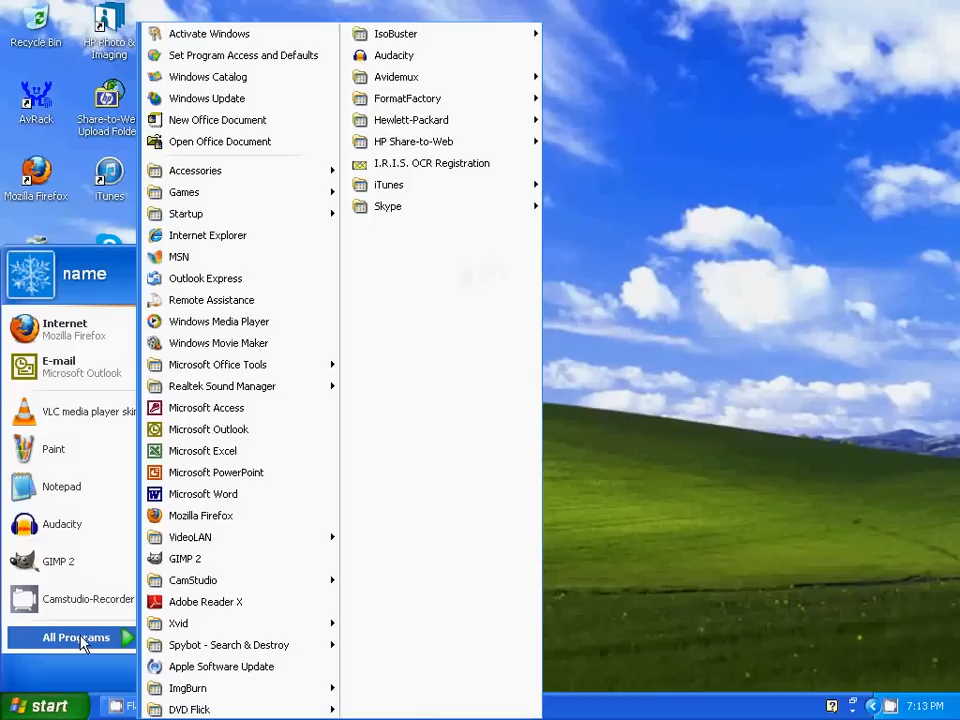 Recycle Bin
HP Photo &
Imaging
AvRack
Share-to-We
Upload Folde
Mozilla Firefox
iTunes
name
Internet
Mozilla Firefox
E-mail
Microsoft Outlook
VLC media player ski
Paint
Notepad
Audacity
GIMP 2
Camstudio-Recorder
All Programs
Activate Windows
Set Program Access and Defaults
Windows Catalog
Windows Update
New Office Document
Open Office Document
Accessories
Games
Startup
Internet Explorer
MSN
Outlook Express
Remote Assistance
Windows Media Player
Windows Movie Maker
Microsoft Office Tools
Realtek Sound Manager
Microsoft Access
Microsoft Outlook
Microsoft Excel
Microsoft PowerPoint
Microsoft Word
Mozilla Firefox
VideoLAN
GIMP 2
CamStudio
Adobe Reader X
Xvid
Spybot - Search & Destroy
Apple Software Update
ImgBurn
DVD Flick
IsoBuster
Audacity
Avidemux
FormatFactory
Hewlett-Packard
HP Share-to-Web
I.R.I.S. OCR Registration
iTunes
Skype
start
Fl
7:13 PM